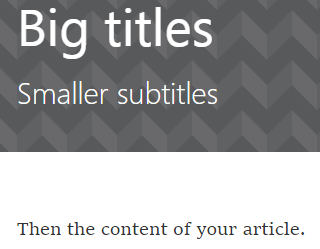 Big titles
Smaller subtitles
Then the content of your article.